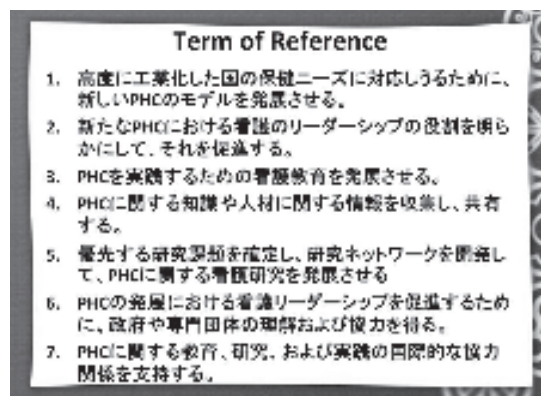 Term of Reference
1. 高度に工業化した国の保健ニーズに対応しうるために、
新しいPHCのモデルを発展させる。
2. 新たなPHCにおける看護のリーダーシップの役割を明ら
かにして、それを促進する。
3. PHCを実践するための看護教育を発展させる。
4. PHCに関する知識や人材に関する情報を収集し、共有
する。
5. 優先する研究課題を確定し、研究ネットワークを開発し
て、PHCに関する看護研究を発展させる
6. PHCの発展における看護リーダーシップを促進するため
に、政府や専門団体の理解および協力を得る。
7. PHCに関する教育、研究、および実践の国際的な協力
関係を支持する。